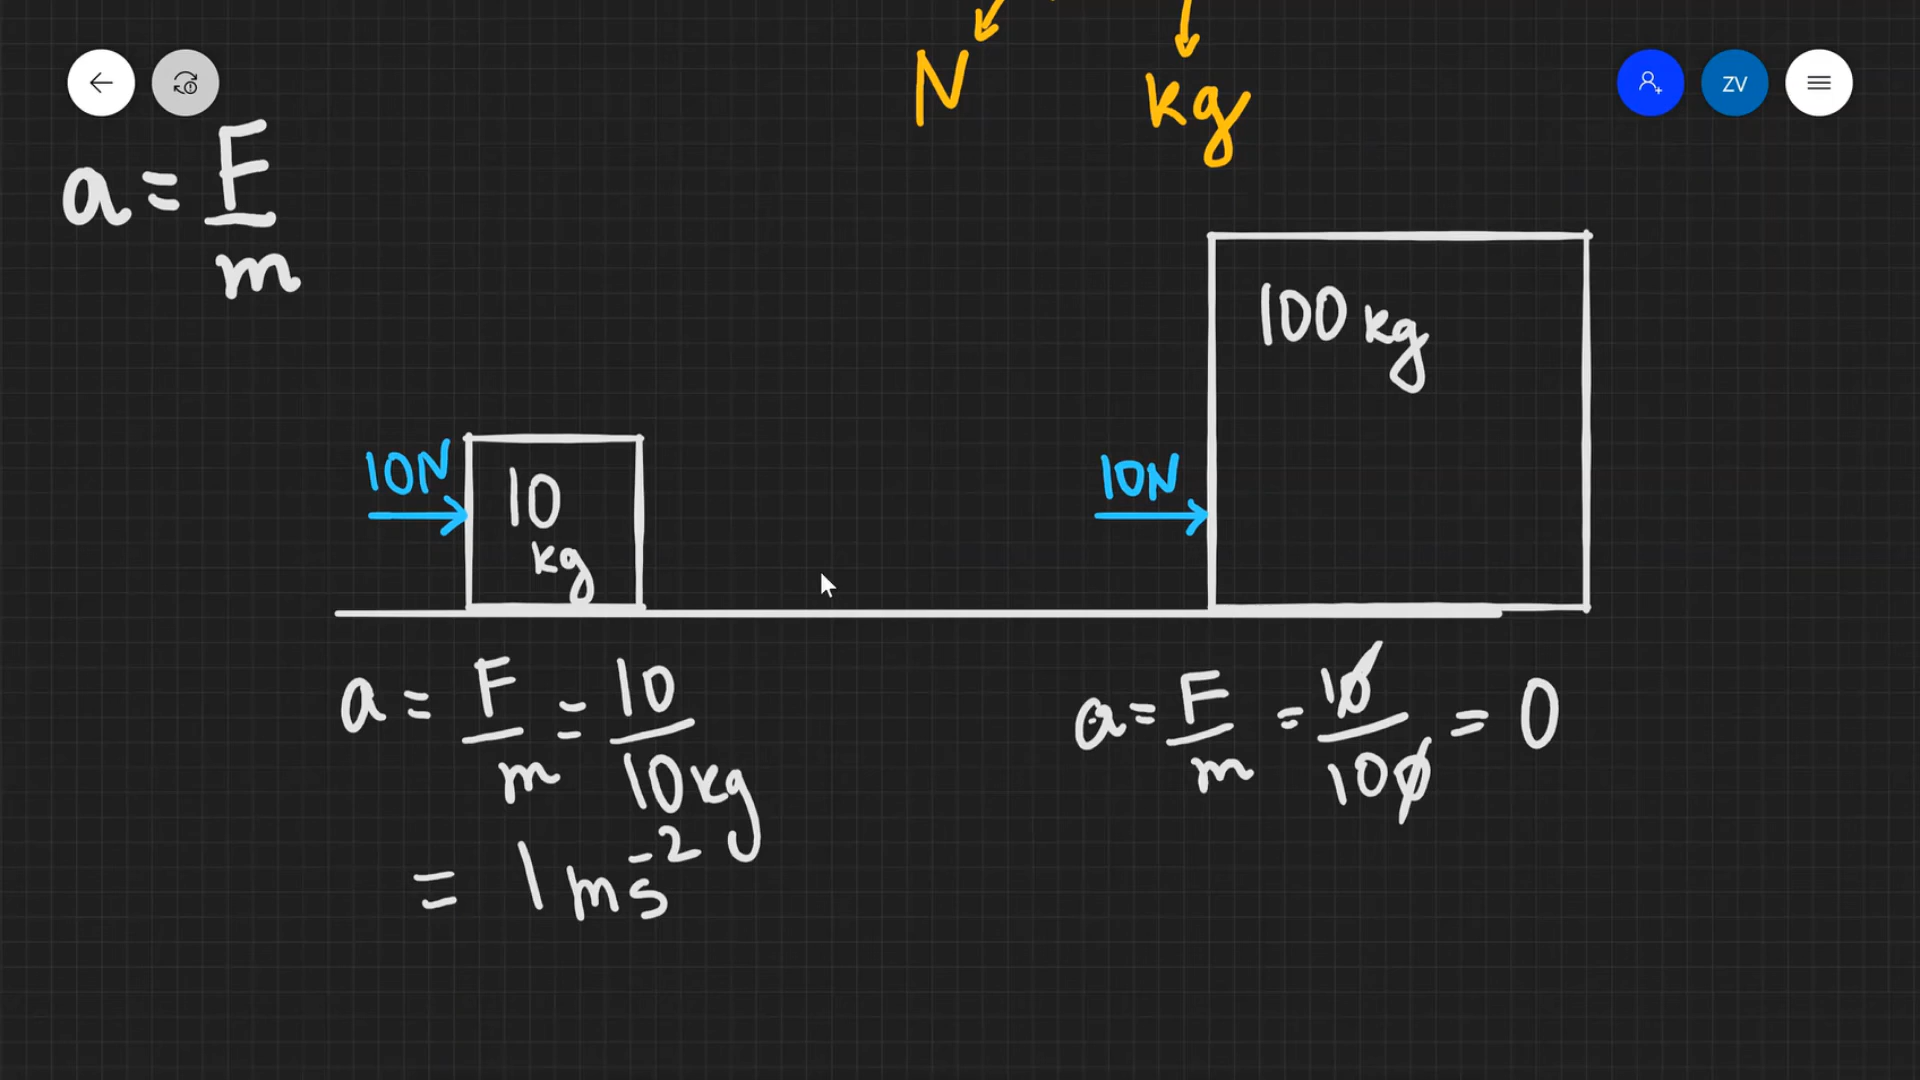 N
kg
ZV
a = F/m
100 kg
10N
10
kg
10N
a = F/m = 10/10kg
= 1 ms⁻²
a = F/m = 10/100 = 0